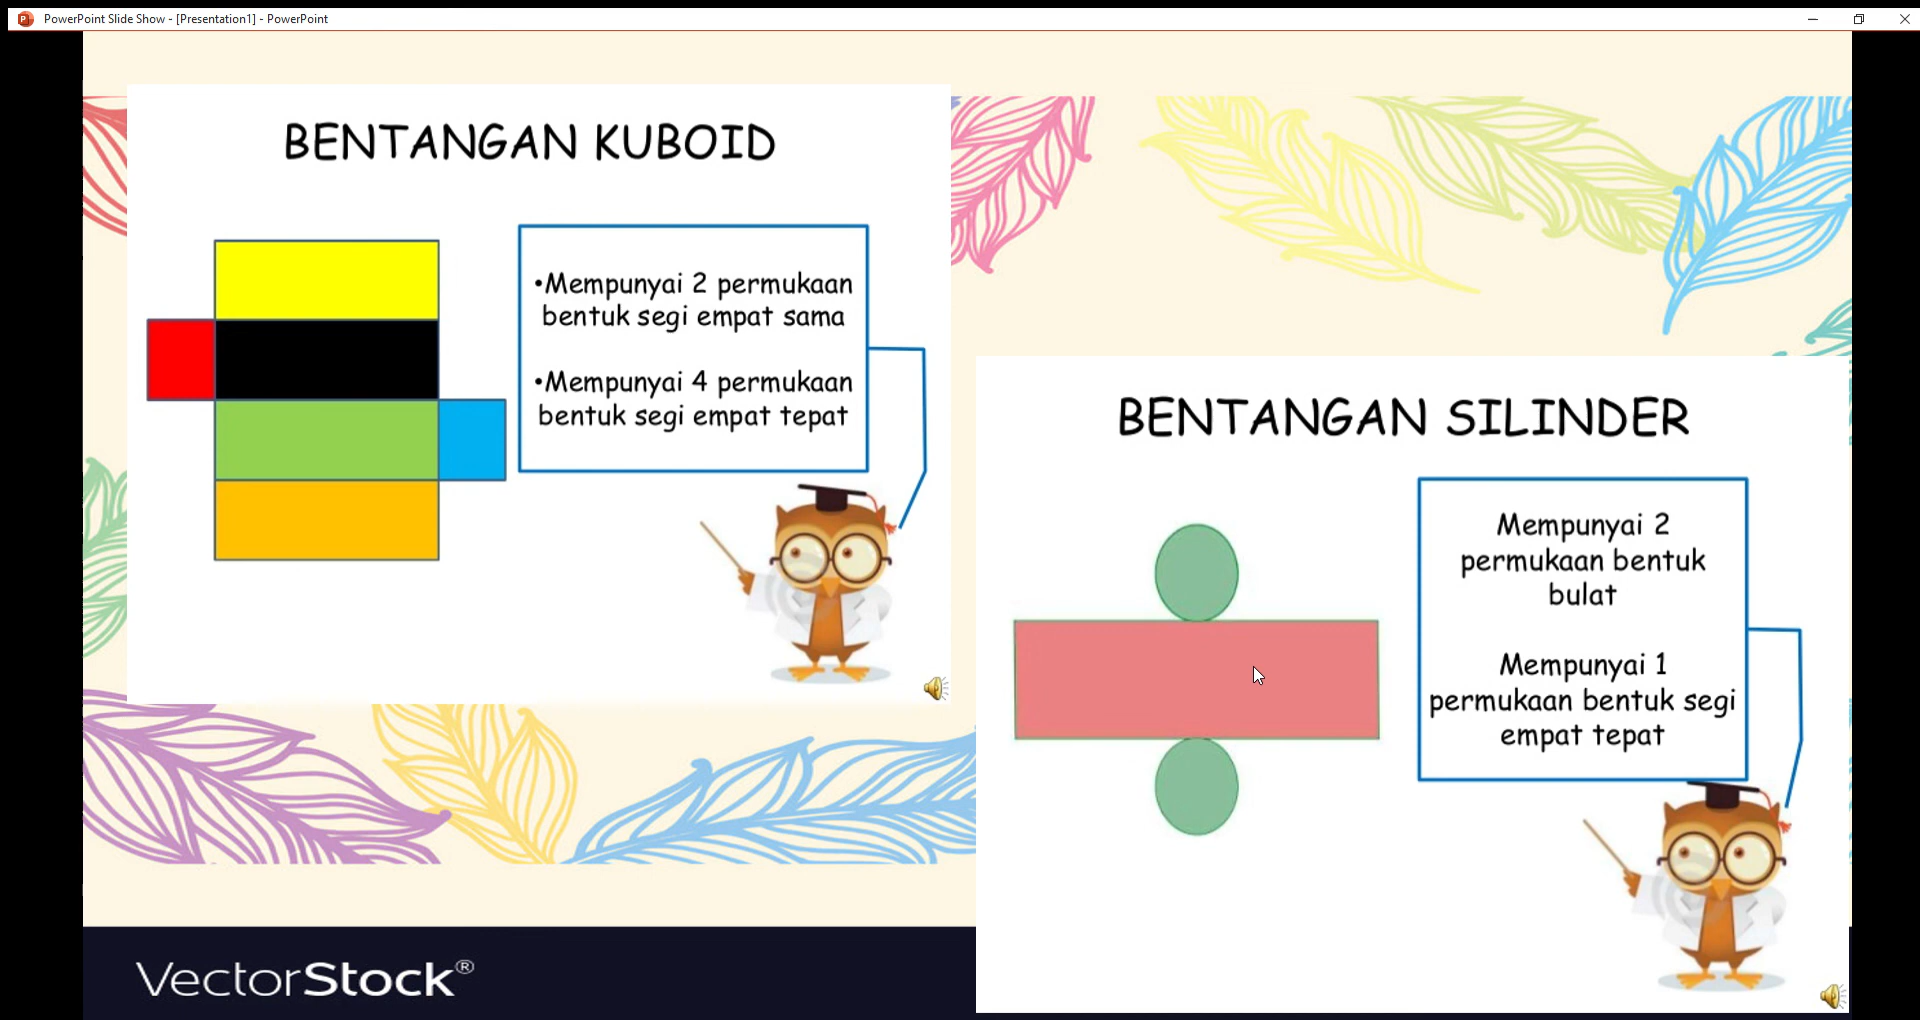 PowerPoint Slide Show - [Presentation1] - PowerPoint
BENTANGAN KUBOID
•Mempunyai 2 permukaan
bentuk segi empat sama
•Mempunyai 4 permukaan
bentuk segi empat tepat
BENTANGAN SILINDER
Mempunyai 2
permukaan bentuk
bulat
Mempunyai 1
permukaan bentuk segi
empat tepat
VectorStock®